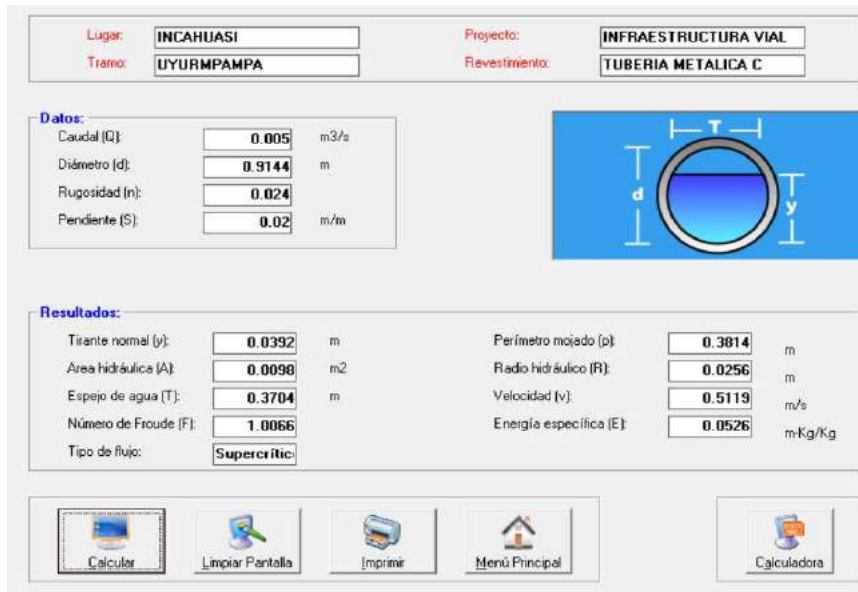 Lugar: INCAHUASI Proyecto: INFRAESTRUCTURA VIAL
Tramo: UYURMPAMPA Revestimiento: TUBERIA METALICA C
Datos:
Caudal (Q): 0.005 m3/s
Diámetro (d): 0.9144 m
Rugosidad (n): 0.024
Pendiente (S): 0.02 m/m
T
d
y
Resultados:
Tirante normal (y): 0.0392 m Perímetro mojado (p): 0.3814 m
Area hidráulica (A): 0.0098 m2 Radio hidráulico (R): 0.0256 m
Espejo de agua (T): 0.3704 m Velocidad (v): 0.5119 m/s
Número de Froude (F): 1.0066 Energía específica (E): 0.0526 m-Kg/Kg
Tipo de flujo: Supercrític
Calcular Limpiar Pantalla Imprimir Menú Principal Calculadora